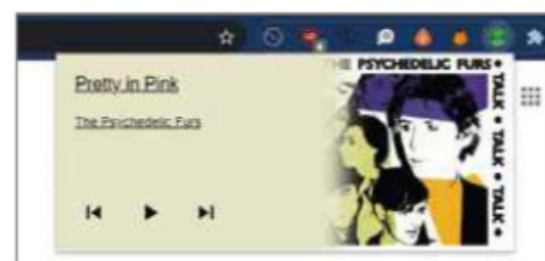 Pretty in Pink
The Psychedelic Furs
THE PSYCHEDELIC FURS •
TALK • TALK • TALK •